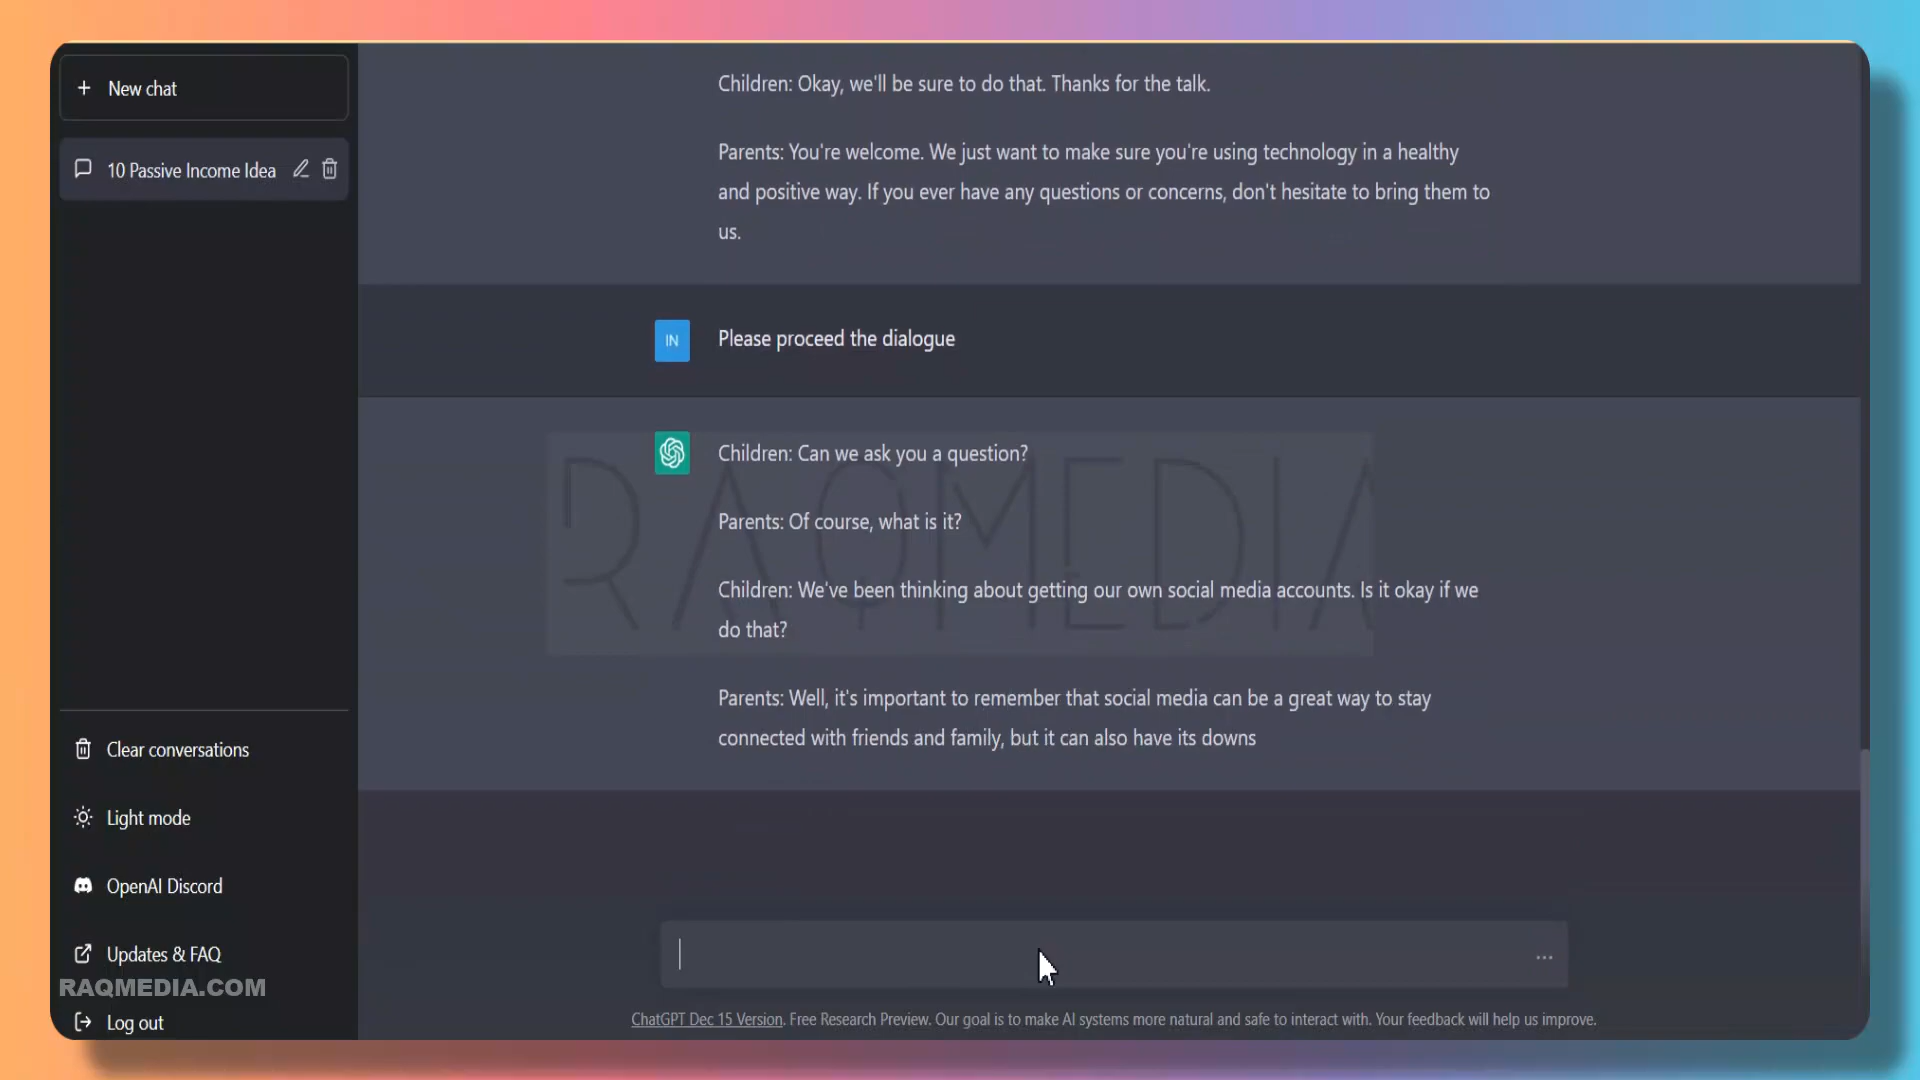 New chat
10 Passive Income Idea
Children: Okay, we'll be sure to do that. Thanks for the talk.
Parents: You're welcome. We just want to make sure you're using technology in a healthy
and positive way. If you ever have any questions or concerns, don't hesitate to bring them to
us.
IN
Please proceed the dialogue
Children: Can we ask you a question?
Parents: Of course, what is it?
Children: We've been thinking about getting our own social media accounts. Is it okay if we
do that?
Parents: Well, it's important to remember that social media can be a great way to stay
connected with friends and family, but it can also have its downs
RAQMEDIA
Clear conversations
Light mode
OpenAI Discord
Updates & FAQ
RAQMEDIA.COM
Log out
ChatGPT Dec 15 Version. Free Research Preview. Our goal is to make AI systems more natural and safe to interact with. Your feedback will help us improve.